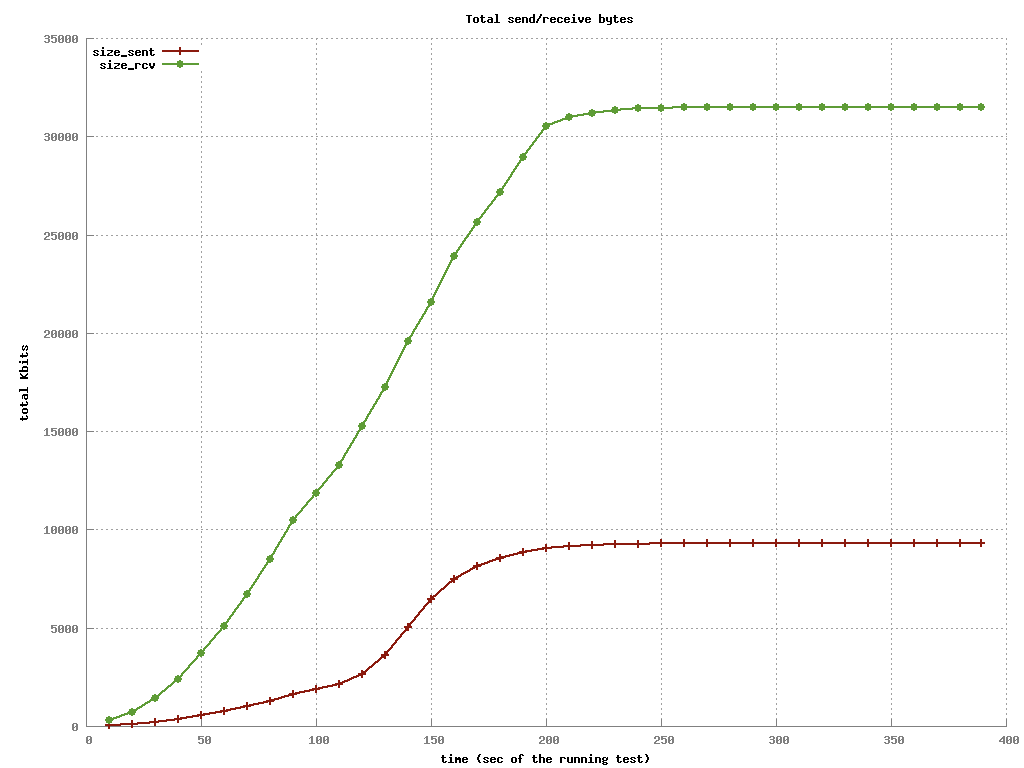 Total send/receive bytes
35000
size_sent
size_rcv
30000
25000
20000
total Kbits
15000
10000
5000
0
0 50 100 150 200 250 300 350 400
time (sec of the running test)